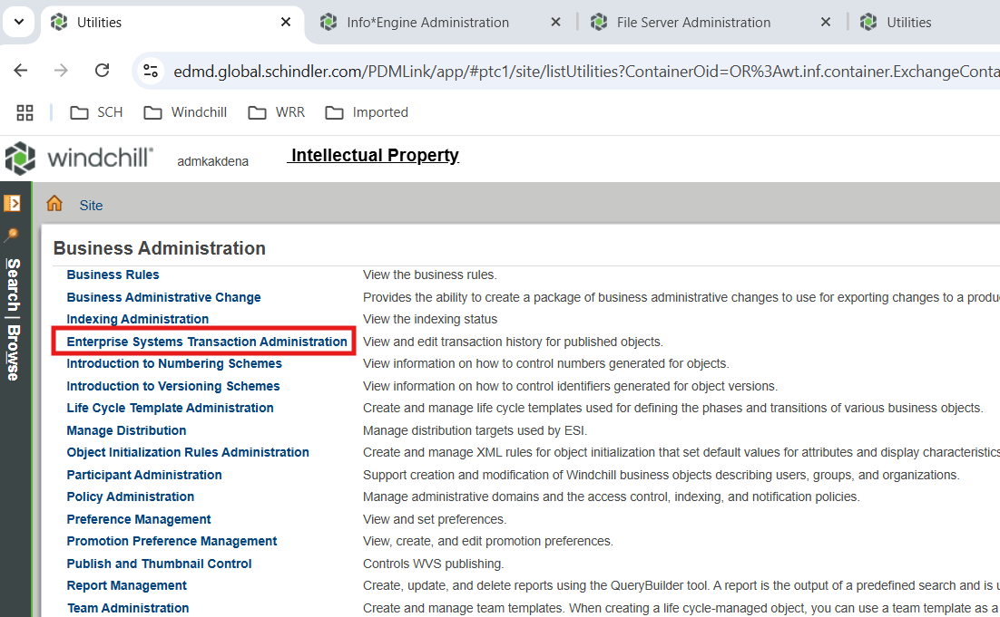 Utilities
Info*Engine Administration
File Server Administration
Utilities
edmd.global.schindler.com/PDMLink/app/#ptc1/site/listUtilities?ContainerOid=OR%3Awt.inf.container.ExchangeConta
SCH
Windchill
WRR
Imported
windchill®
admkakdena
Intellectual Property
Site
Search | Browse
Business Administration
Business Rules View the business rules.
Business Administrative Change Provides the ability to create a package of business administrative changes to use for exporting changes to a produ
Indexing Administration View the indexing status
Enterprise Systems Transaction Administration View and edit transaction history for published objects.
Introduction to Numbering Schemes View information on how to control numbers generated for objects.
Introduction to Versioning Schemes View information on how to control identifiers generated for object versions.
Life Cycle Template Administration Create and manage life cycle templates used for defining the phases and transitions of various business objects.
Manage Distribution Manage distribution targets used by ESI.
Object Initialization Rules Administration Create and manage XML rules for object initialization that set default values for attributes and display characteristics
Participant Administration Support creation and modification of Windchill business objects describing users, groups, and organizations.
Policy Administration Manage administrative domains and the access control, indexing, and notification policies.
Preference Management View and set preferences.
Promotion Preference Management View, create, and edit promotion preferences.
Publish and Thumbnail Control Controls WVS publishing.
Report Management Create, update, and delete reports using the QueryBuilder tool. A report is the output of a predefined search and is u
Team Administration Create and manage team templates. When creating a life cycle-managed object, you can use a team template as a